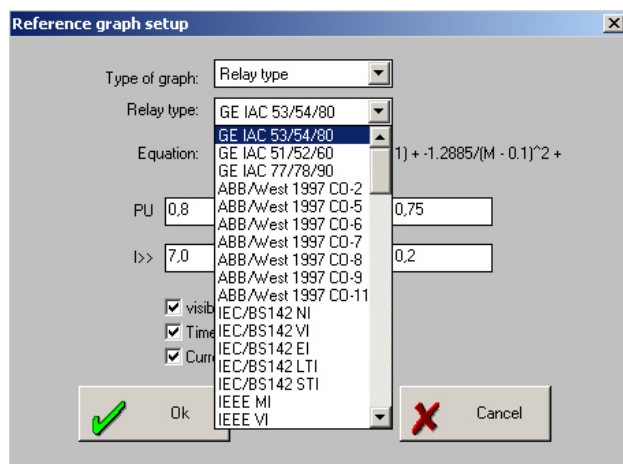 Reference graph setup
Type of graph: Relay type
Relay type: GE IAC 53/54/80
GE IAC 53/54/80
GE IAC 51/52/60
Equation: 1) + -1.2885/(M - 0.1)^2 +
GE IAC 77/78/90
ABB/West 1997 CO-2
ABB/West 1997 CO-5
PU 0,8 0,75
ABB/West 1997 CO-6
ABB/West 1997 CO-7
ABB/West 1997 CO-8
I>> 7,0 0,2
ABB/West 1997 CO-9
ABB/West 1997 CO-11
visib
IEC/BS142 NI
IEC/BS142 VI
Time
IEC/BS142 EI
Curr
IEC/BS142 LTI
IEC/BS142 STI
IEEE MI
IEEE VI
Ok
Cancel